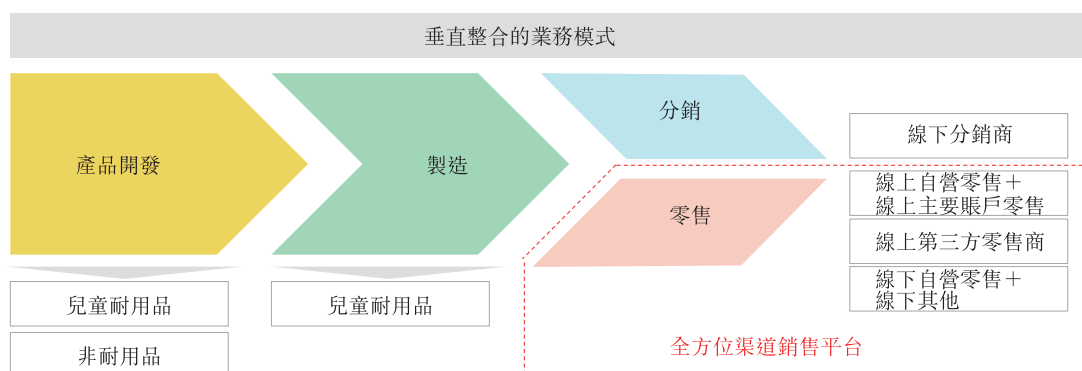 垂直整合的業務模式
產品開發
製造
分銷
零售
線下分銷商
線上自營零售＋
線上主要賬戶零售
線上第三方零售商
線下自營零售＋
線下其他
兒童耐用品
非耐用品
兒童耐用品
全方位渠道銷售平台